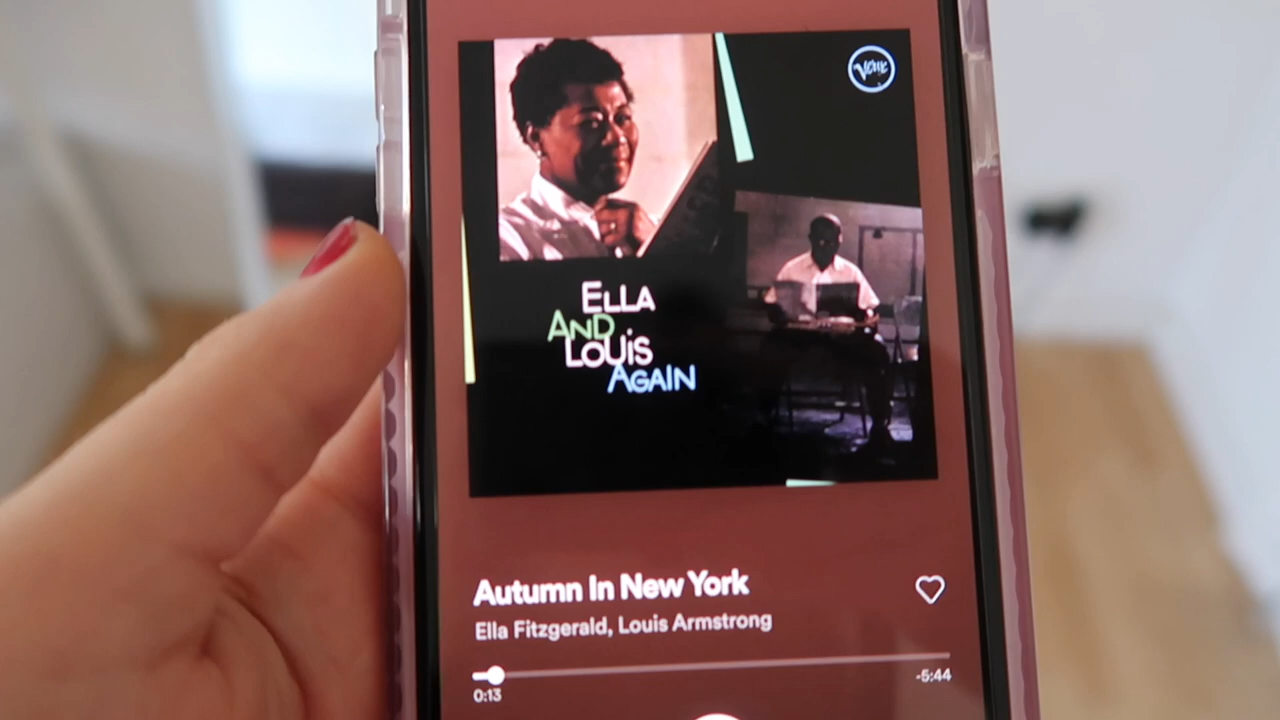 Verve
ELLA
AND
LOUIS
AGAIN
Autumn In New York
Ella Fitzgerald, Louis Armstrong
0:13
-5:44